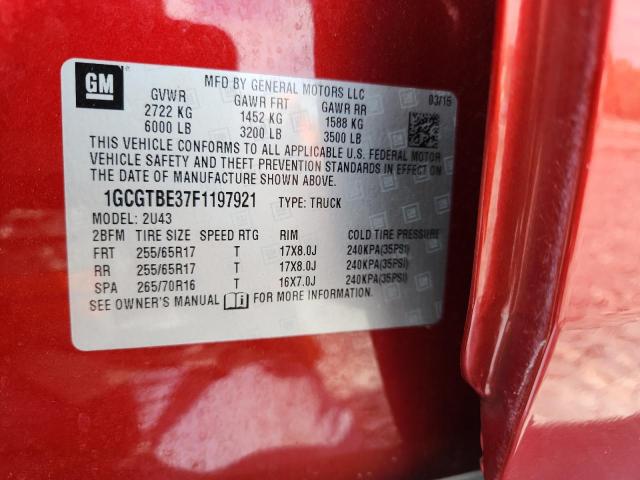 GM
MFD BY GENERAL MOTORS LLC
03/15
GVWR GAWR FRT GAWR RR
2722 KG 1452 KG 1588 KG
6000 LB 3200 LB 3500 LB
THIS VEHICLE CONFORMS TO ALL APPLICABLE U.S. FEDERAL MOTOR
VEHICLE SAFETY AND THEFT PREVENTION STANDARDS IN EFFECT ON
THE DATE OF MANUFACTURE SHOWN ABOVE.
1GCGTBE37F1197921 TYPE: TRUCK
MODEL: 2U43
2BFM TIRE SIZE SPEED RTG RIM COLD TIRE PRESSURE
FRT 255/65R17 T 17X8.0J 240KPA(35PSI)
RR 255/65R17 T 17X8.0J 240KPA(35PSI)
SPA 265/70R16 T 16X7.0J 240KPA(35PSI)
SEE OWNER'S MANUAL FOR MORE INFORMATION.